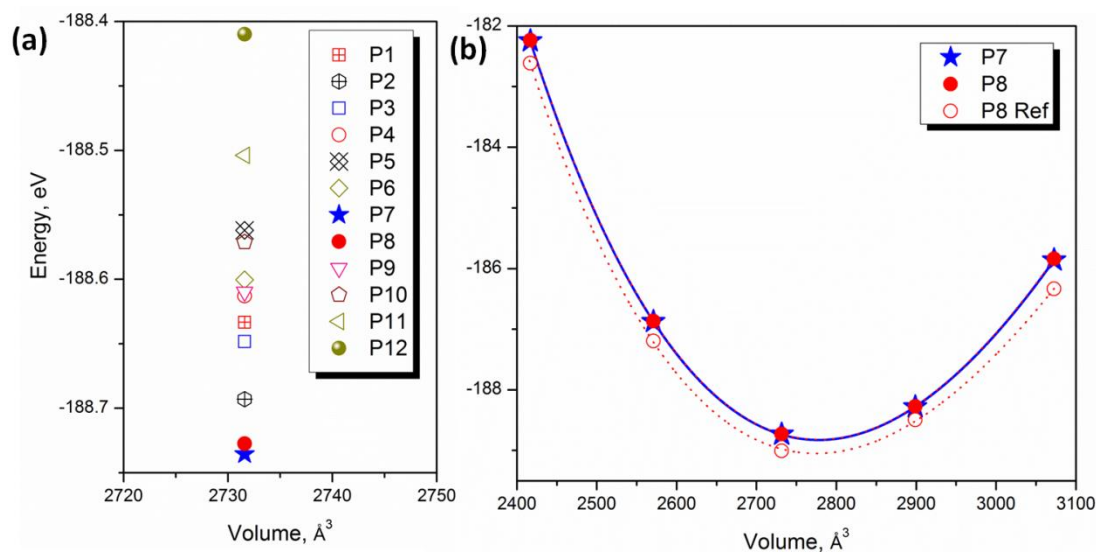 (a)
-188.4
-188.5
-188.6
-188.7
Energy, eV
P1
P2
P3
P4
P5
P6
P7
P8
P9
P10
P11
P12
2720 2730 2740 2750
Volume, Å³
(b)
-182
-184
-186
-188
P7
P8
P8 Ref
2400 2500 2600 2700 2800 2900 3000 3100
Volume, Å³